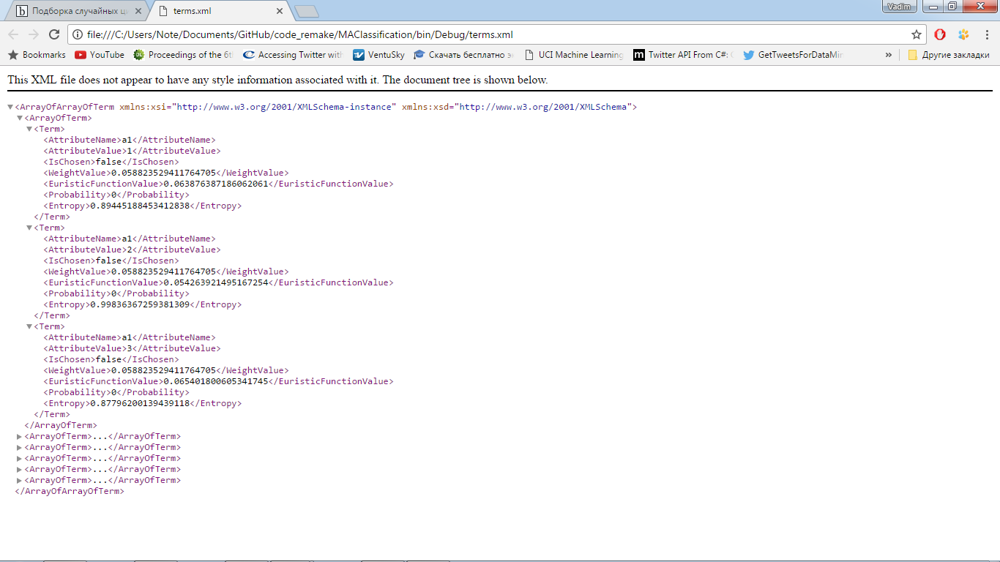 Подборка случайных ци
terms.xml
Vadim
file:///C:/Users/Note/Documents/GitHub/code_remake/MAClassification/bin/Debug/terms.xml
Bookmarks YouTube Proceedings of the 6th Accessing Twitter with VentuSky Скачать бесплатно э UCI Machine Learning Twitter API From C#: GetTweetsForDataMin » Другие закладки
This XML file does not appear to have any style information associated with it. The document tree is shown below.
▼<ArrayOfArrayOfTerm xmlns:xsi="http://www.w3.org/2001/XMLSchema-instance" xmlns:xsd="http://www.w3.org/2001/XMLSchema">
▼<ArrayOfTerm>
▼<Term>
<AttributeName>a1</AttributeName>
<AttributeValue>1</AttributeValue>
<IsChosen>false</IsChosen>
<WeightValue>0.058823529411764705</WeightValue>
<EuristicFunctionValue>0.063876387186062061</EuristicFunctionValue>
<Probability>0</Probability>
<Entropy>0.89445188453412838</Entropy>
</Term>
▼<Term>
<AttributeName>a1</AttributeName>
<AttributeValue>2</AttributeValue>
<IsChosen>false</IsChosen>
<WeightValue>0.058823529411764705</WeightValue>
<EuristicFunctionValue>0.054263921495167254</EuristicFunctionValue>
<Probability>0</Probability>
<Entropy>0.99836367259381309</Entropy>
</Term>
▼<Term>
<AttributeName>a1</AttributeName>
<AttributeValue>3</AttributeValue>
<IsChosen>false</IsChosen>
<WeightValue>0.058823529411764705</WeightValue>
<EuristicFunctionValue>0.065401800605341745</EuristicFunctionValue>
<Probability>0</Probability>
<Entropy>0.87796200139439118</Entropy>
</Term>
</ArrayOfTerm>
▶<ArrayOfTerm>...</ArrayOfTerm>
▶<ArrayOfTerm>...</ArrayOfTerm>
▶<ArrayOfTerm>...</ArrayOfTerm>
▶<ArrayOfTerm>...</ArrayOfTerm>
▶<ArrayOfTerm>...</ArrayOfTerm>
</ArrayOfArrayOfTerm>